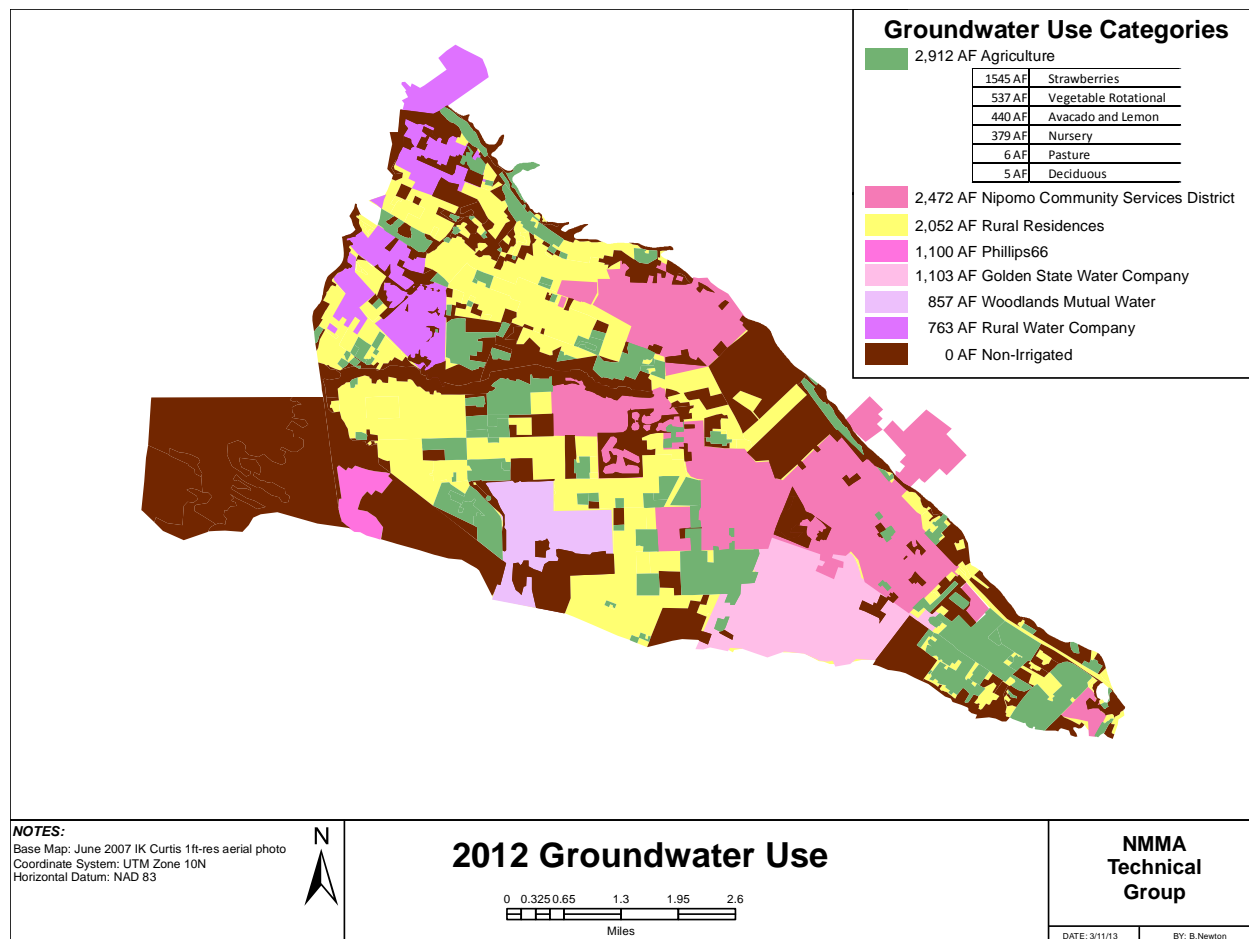 Groundwater Use Categories
2,912 AF Agriculture
1545 AF Strawberries
537 AF Vegetable Rotational
440 AF Avacado and Lemon
379 AF Nursery
6 AF Pasture
5 AF Deciduous
2,472 AF Nipomo Community Services District
2,052 AF Rural Residences
1,100 AF Phillips66
1,103 AF Golden State Water Company
857 AF Woodlands Mutual Water
763 AF Rural Water Company
0 AF Non-Irrigated
NOTES:
Base Map: June 2007 IK Curtis 1ft-res aerial photo
Coordinate System: UTM Zone 10N
Horizontal Datum: NAD 83
N
2012 Groundwater Use
0 0.325 0.65 1.3 1.95 2.6
Miles
NMMA
Technical
Group
DATE: 3/11/13 BY: B.Newton